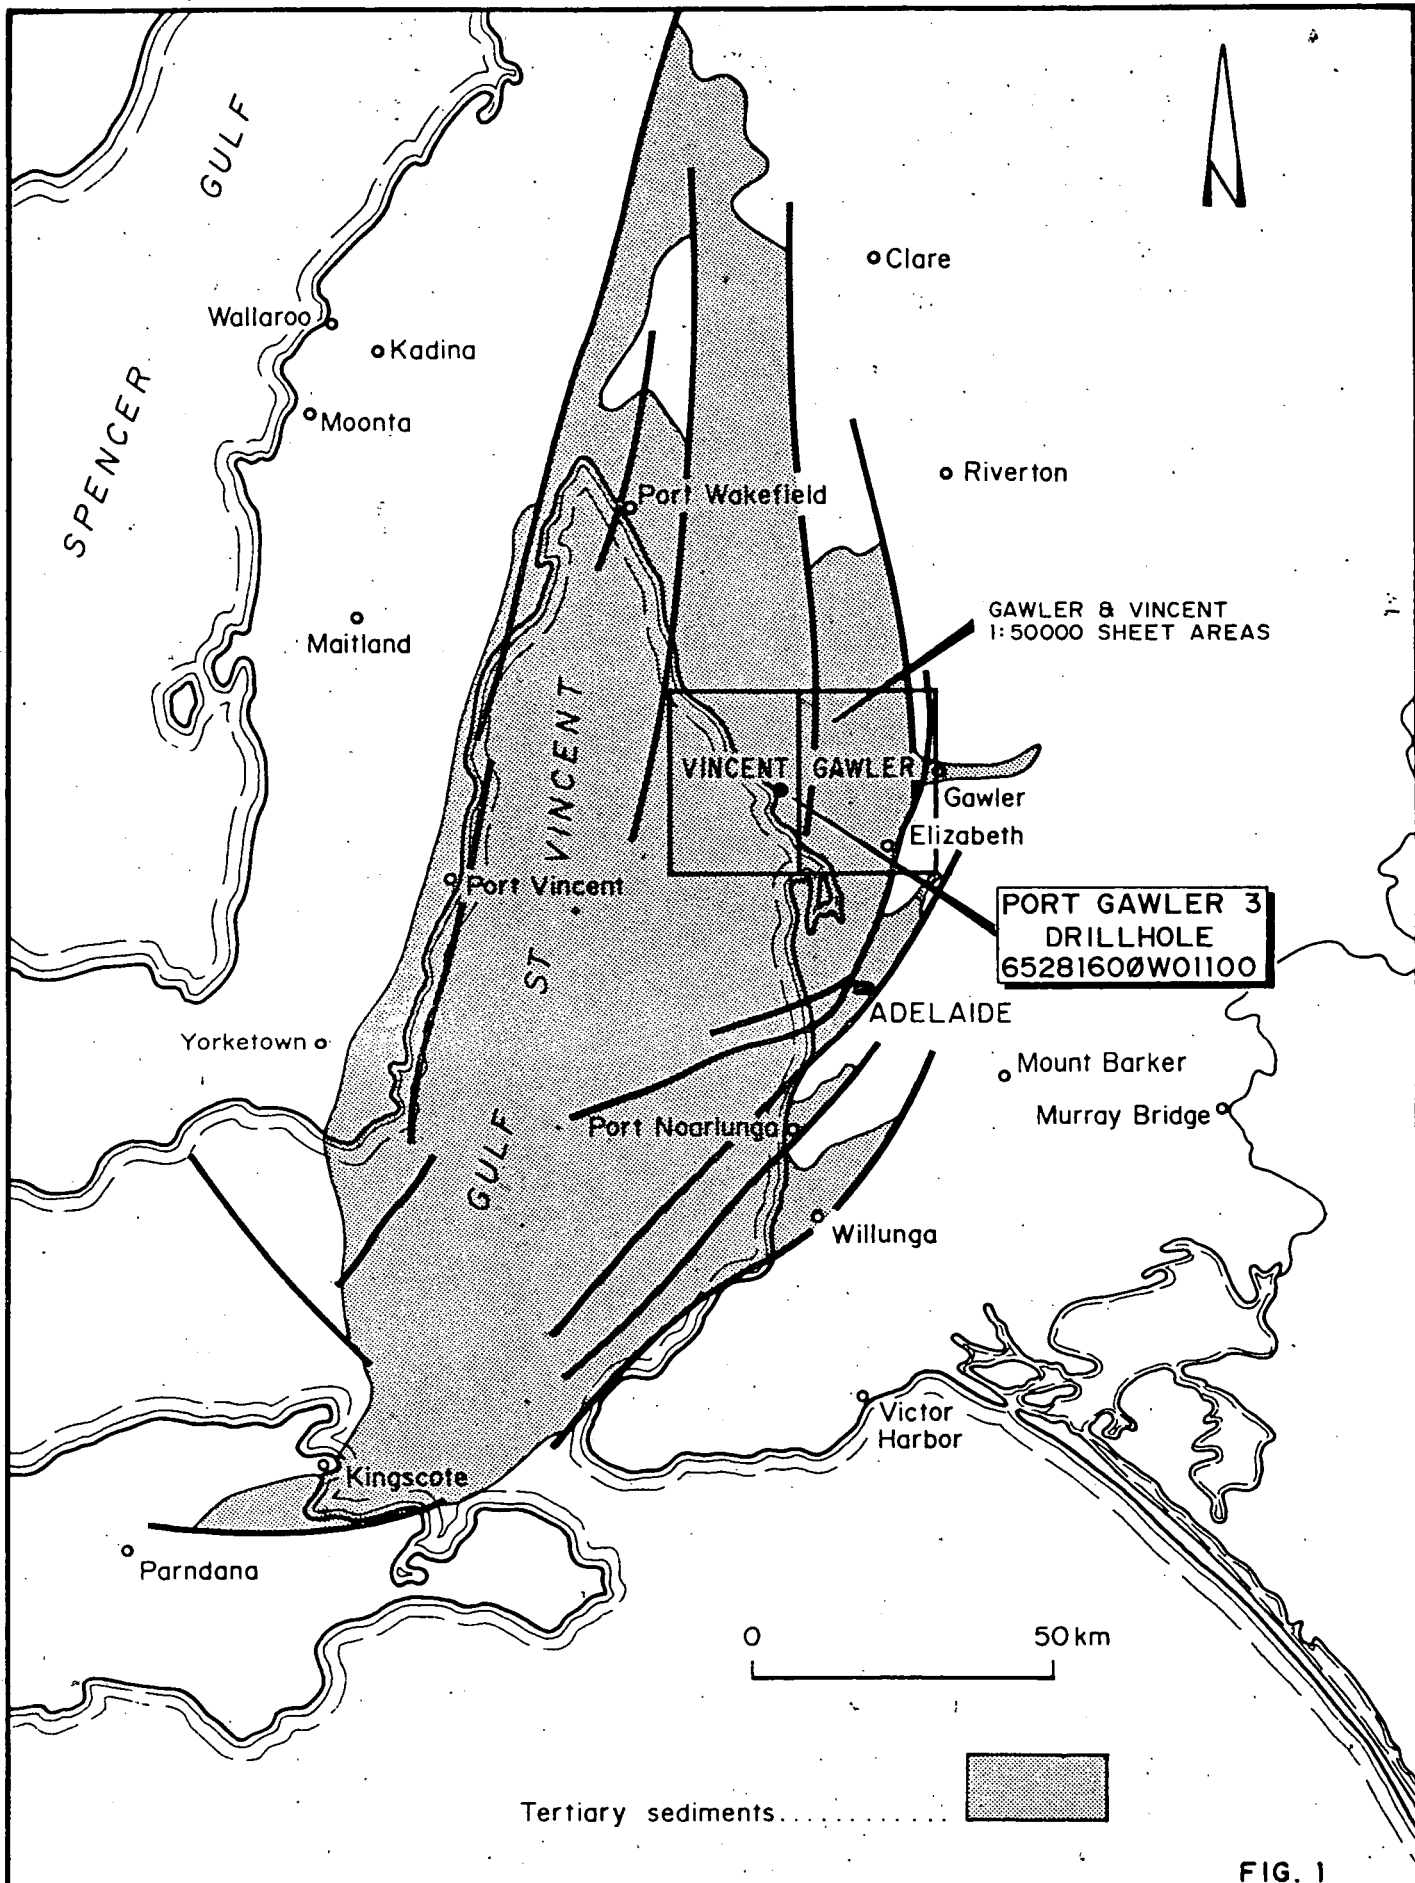 SPENCER GULF
Clare
Wallaroo
Kadina
Moonta
Riverton
Port Wakefield
GAWLER & VINCENT
1:50000 SHEET AREAS
Maitland
GULF ST VINCENT
VINCENT
GAWLER
Gawler
Elizabeth
Port Vincent
PORT GAWLER 3
DRILLHOLE
65281600W01100
ADELAIDE
Yorketown
Mount Barker
Murray Bridge
Port Noarlunga
Willunga
Victor
Harbor
Kingscote
Parndana
0 50km
Tertiary sediments..........
FIG. 1
N